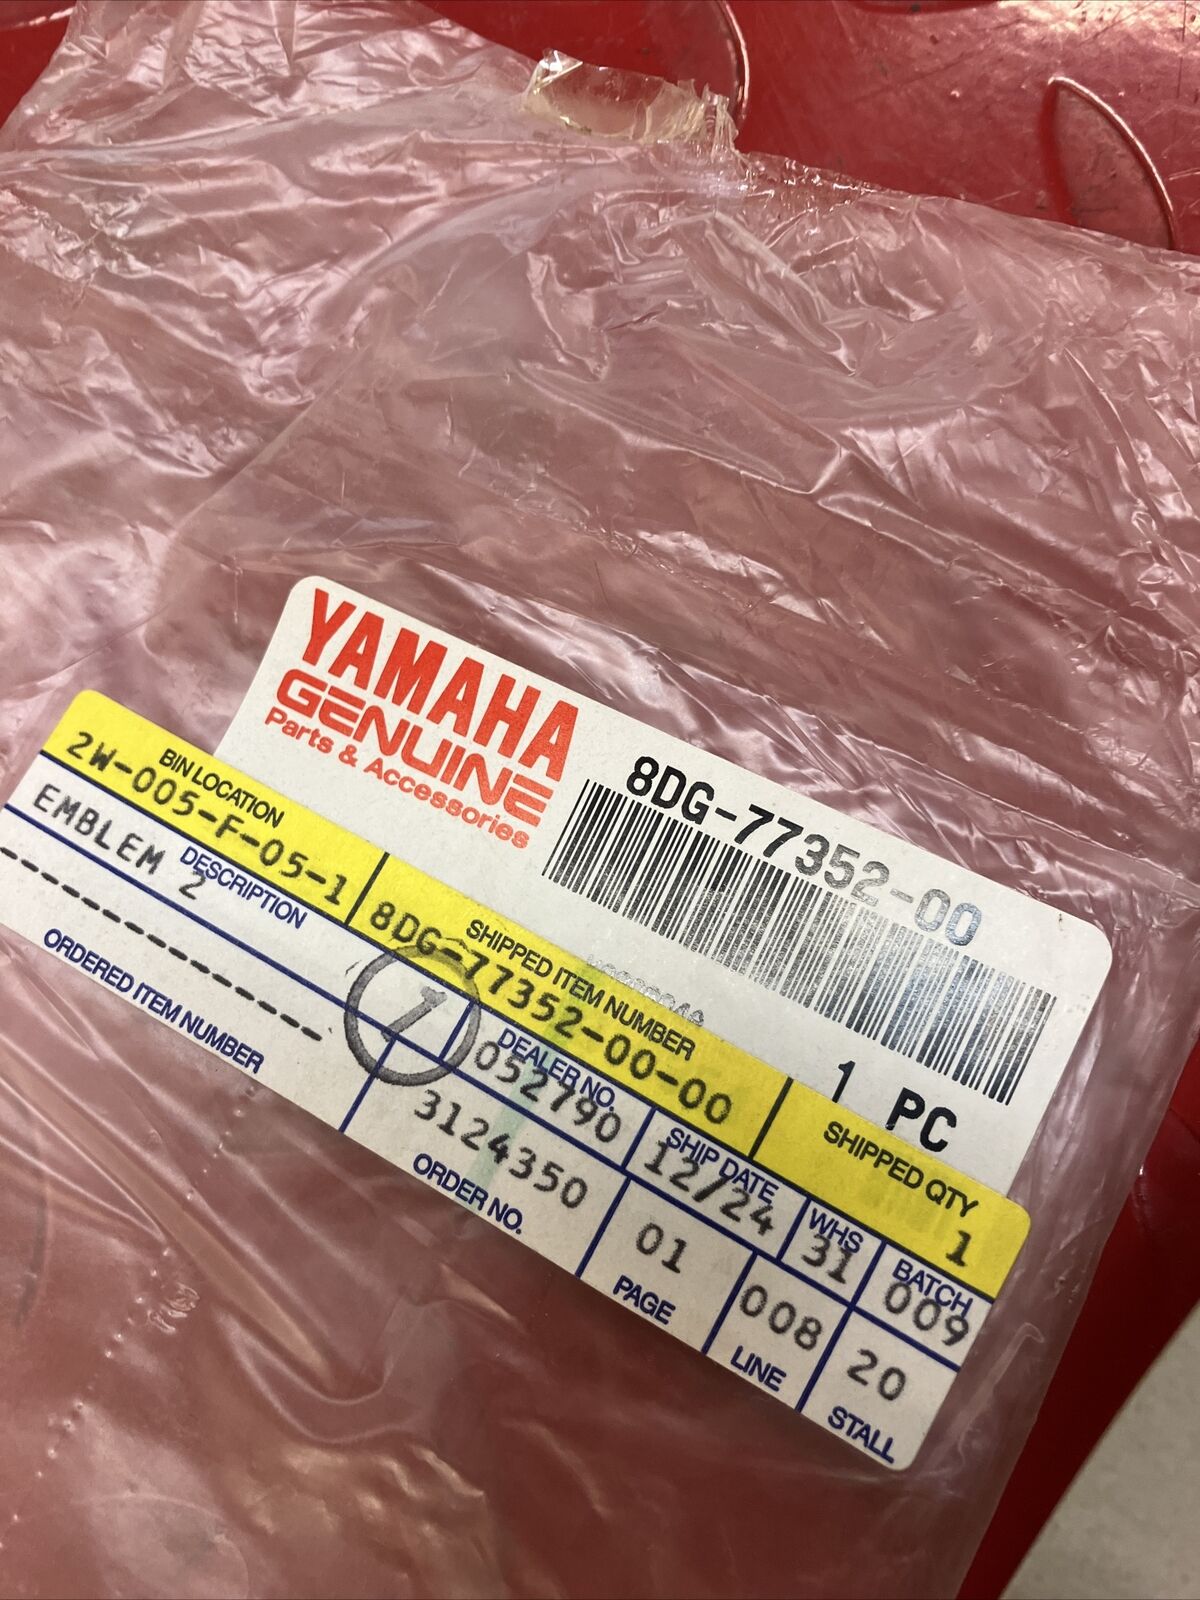 YAMAHA
GENUINE
Parts & Accessories
8DG-77352-00
1 PC
BIN LOCATION
2W-005-F-05-1
SHIPPED ITEM NUMBER
8DG-77352-00-00
SHIPPED QTY
1
DESCRIPTION
EMBLEM 2
DEALER NO.
052790
SHIP DATE
12/24
WHS
31
BATCH
009
--------------
ORDERED ITEM NUMBER
1
3124350
ORDER NO.
01
PAGE
008
LINE
20
STALL